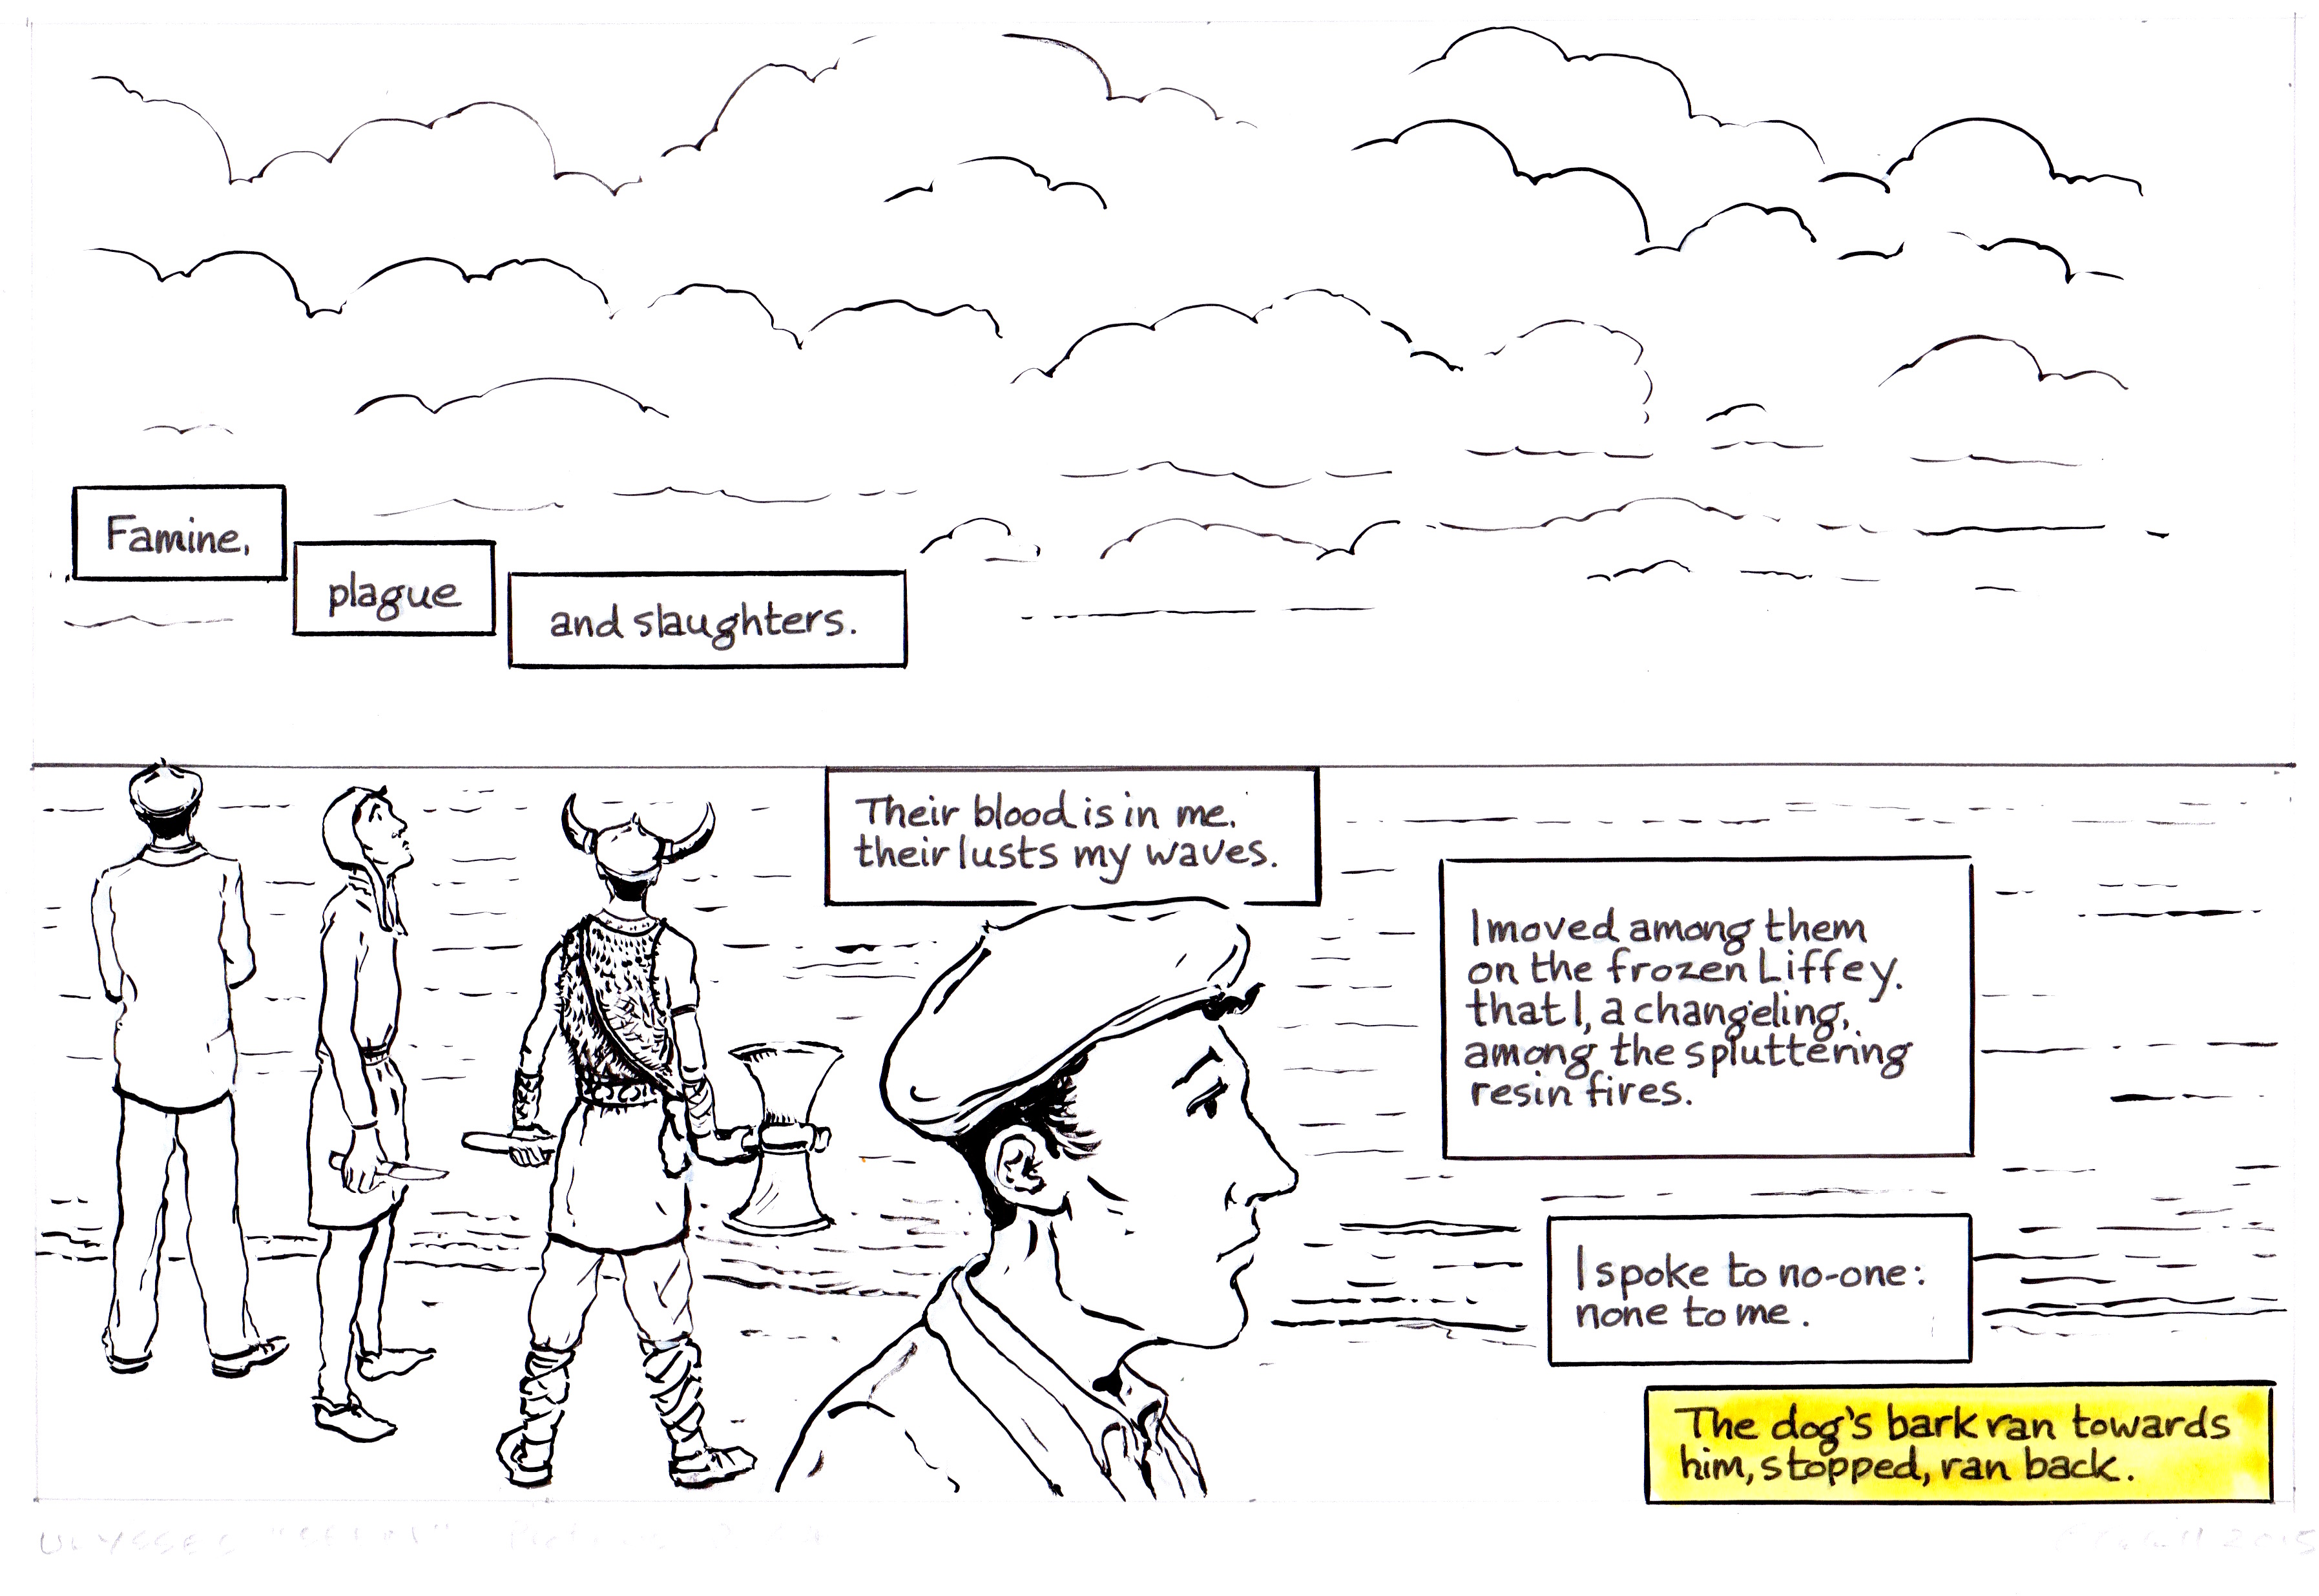 Famine,
plague
and slaughters.
Their blood is in me.
their lusts my waves.
I moved among them
on the frozen Liffey.
that I, a changeling,
among the spluttering
resin fires.
I spoke to no-one:
none to me.
The dog's bark ran towards
him, stopped, ran back.
ULYSSES
2015